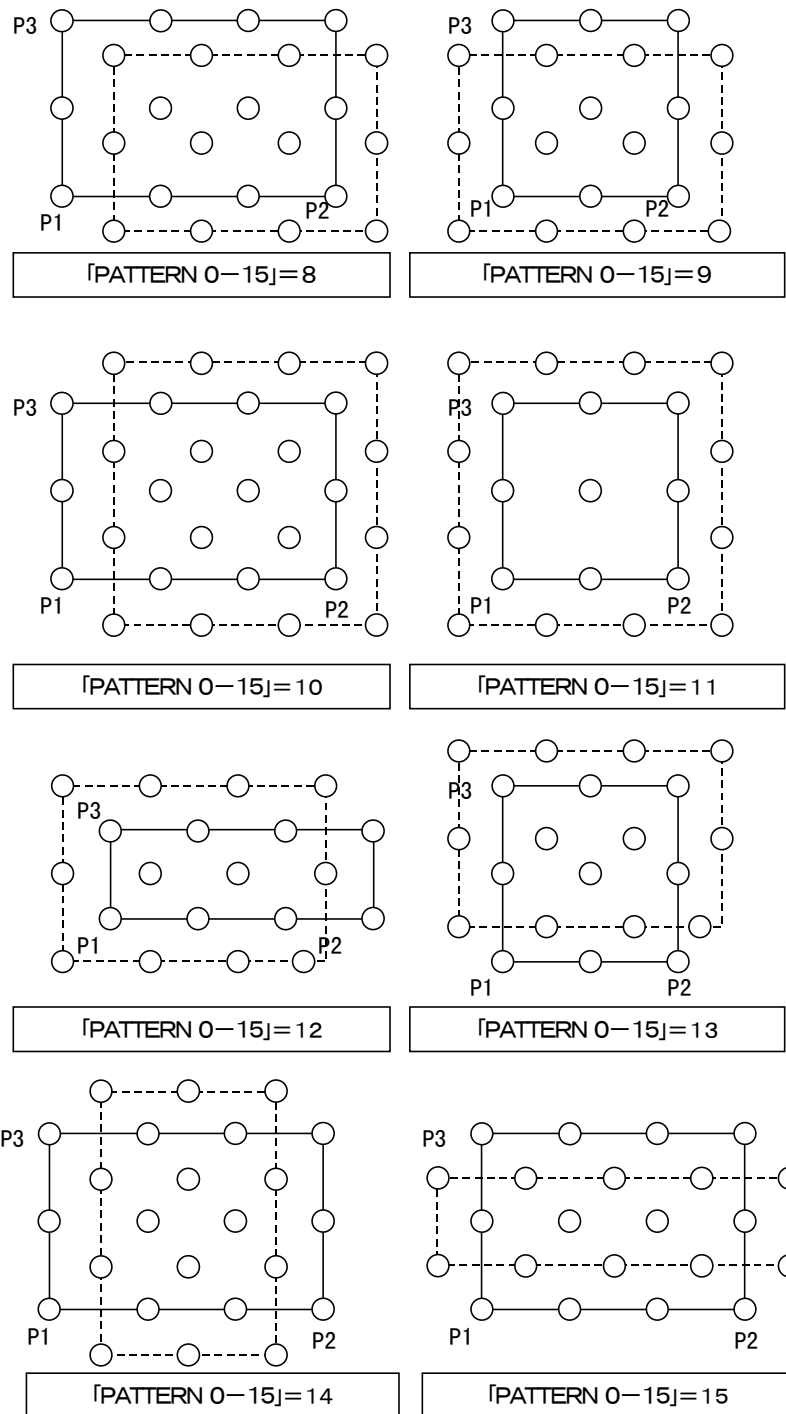 P3
P1
P2
「PATTERN 0－15」＝8
P3
P1
P2
「PATTERN 0－15」＝9
P3
P1
P2
「PATTERN 0－15」＝10
P3
P1
P2
「PATTERN 0－15」＝11
P3
P1
P2
「PATTERN 0－15」＝12
P3
P1
P2
「PATTERN 0－15」＝13
P3
P1
P2
「PATTERN 0－15」＝14
P3
P1
P2
「PATTERN 0－15」＝15